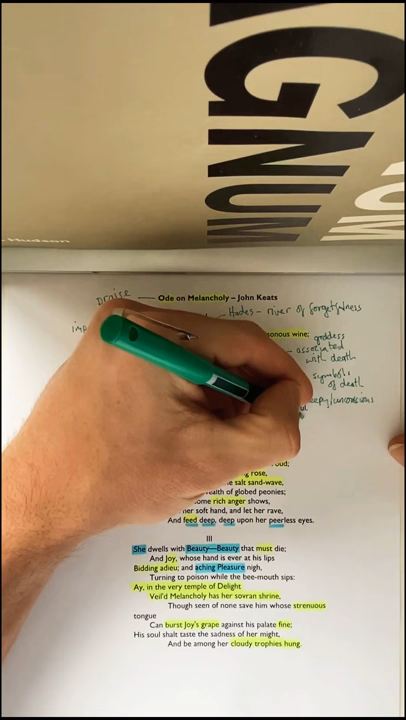 GNUM
GNUM
GNUM
Hudson
praise — Ode on Melancholy – John Keats
Hades – river of forgetfulness
sonous wine; goddess
associated
with death
symbols
of death
sleepy/unconscious
rose,
salt sand-wave,
of globed peonies;
rich anger shows,
her soft hand, and let her rave,
And feed deep, deep upon her peerless eyes.
III
She dwells with Beauty—Beauty that must die;
And Joy, whose hand is ever at his lips
Bidding adieu; and aching Pleasure nigh,
Turning to poison while the bee-mouth sips:
Ay, in the very temple of Delight
Veil'd Melancholy has her sovran shrine,
Though seen of none save him whose strenuous
tongue
Can burst Joy's grape against his palate fine;
His soul shalt taste the sadness of her might,
And be among her cloudy trophies hung.